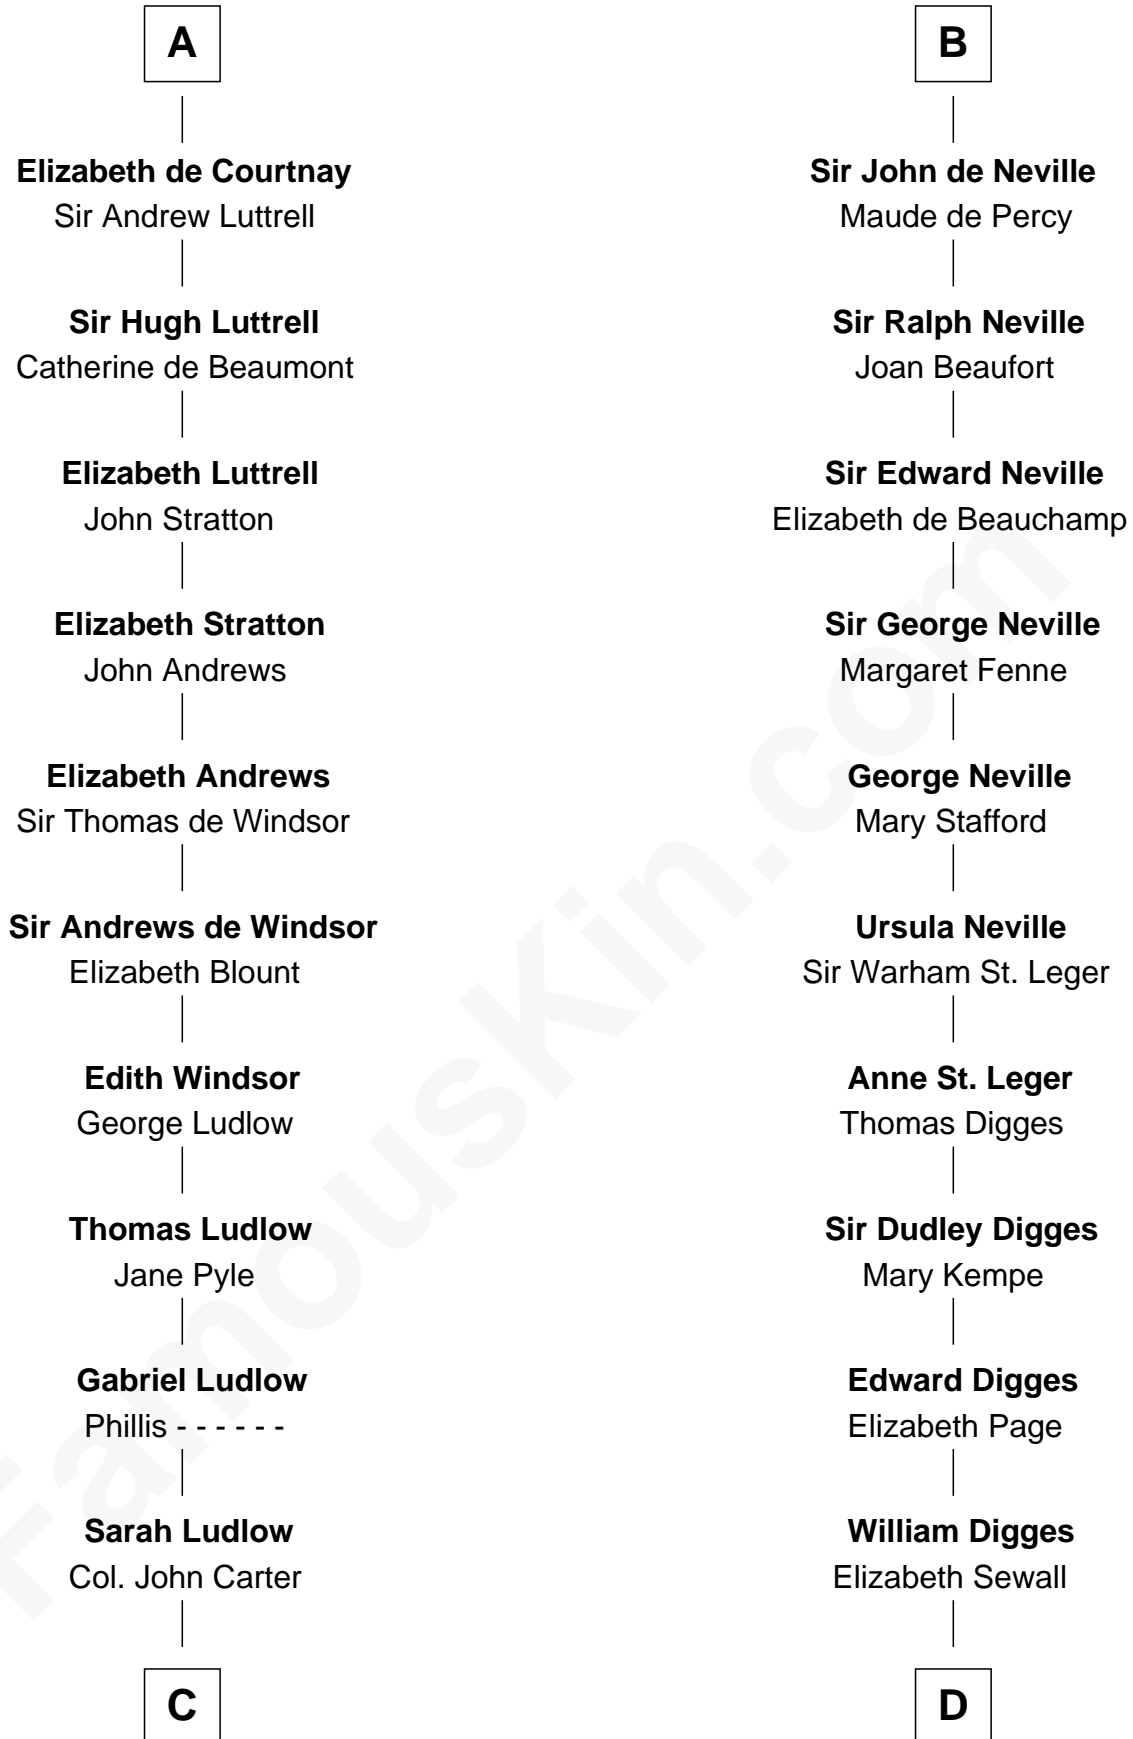 A
Elizabeth de Courtnay
Sir Andrew Luttrell
Sir Hugh Luttrell
Catherine de Beaumont
Elizabeth Luttrell
John Stratton
Elizabeth Stratton
John Andrews
Elizabeth Andrews
Sir Thomas de Windsor
Sir Andrews de Windsor
Elizabeth Blount
Edith Windsor
George Ludlow
Thomas Ludlow
Jane Pyle
Gabriel Ludlow
Phillis - - - - - -
Sarah Ludlow
Col. John Carter
C
B
Sir John de Neville
Maude de Percy
Sir Ralph Neville
Joan Beaufort
Sir Edward Neville
Elizabeth de Beauchamp
Sir George Neville
Margaret Fenne
George Neville
Mary Stafford
Ursula Neville
Sir Warham St. Leger
Anne St. Leger
Thomas Digges
Sir Dudley Digges
Mary Kempe
Edward Digges
Elizabeth Page
William Digges
Elizabeth Sewall
D
FamousKin.com